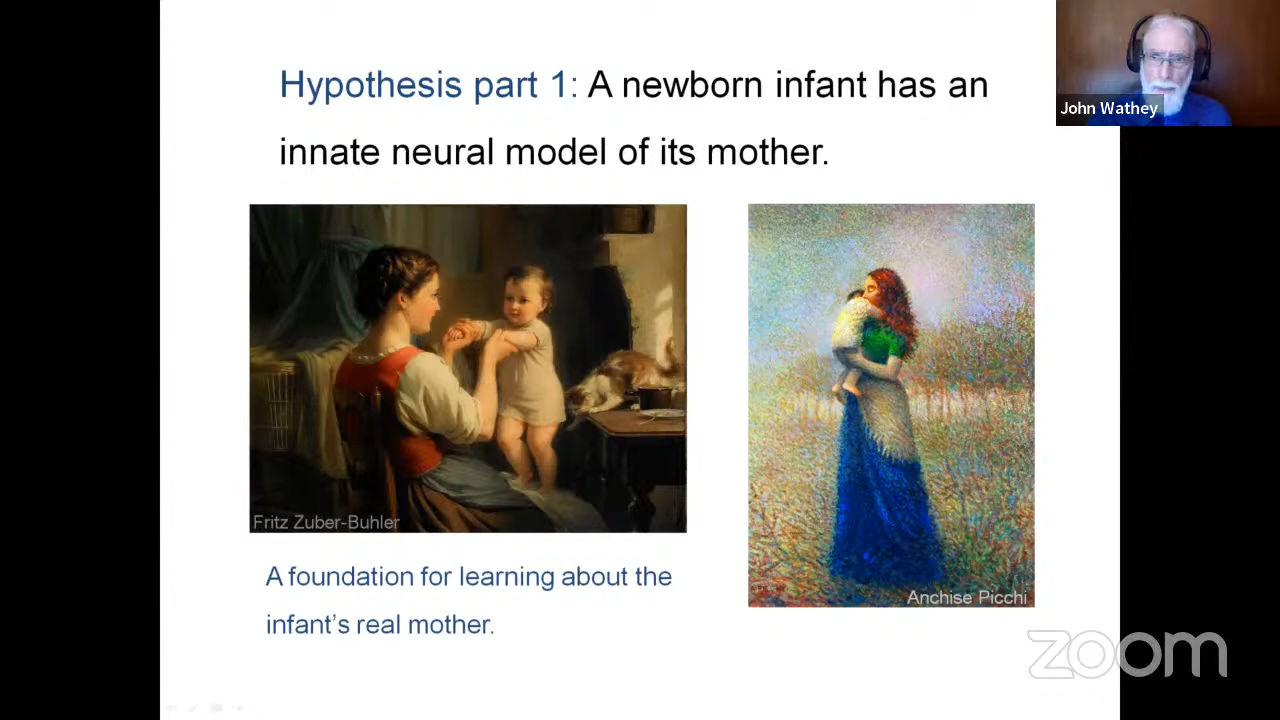 Hypothesis part 1: A newborn infant has an
innate neural model of its mother.
John Wathey
Fritz Zuber-Buhler
Anchise Picchi
A foundation for learning about the
infant's real mother.
zoom